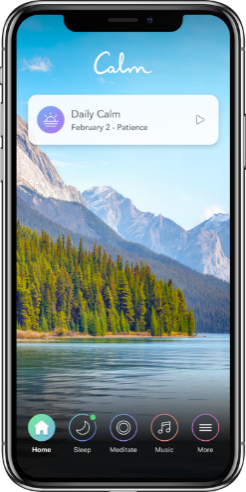 Calm
Daily Calm
February 2 - Patience
Home
Sleep
Meditate
Music
More